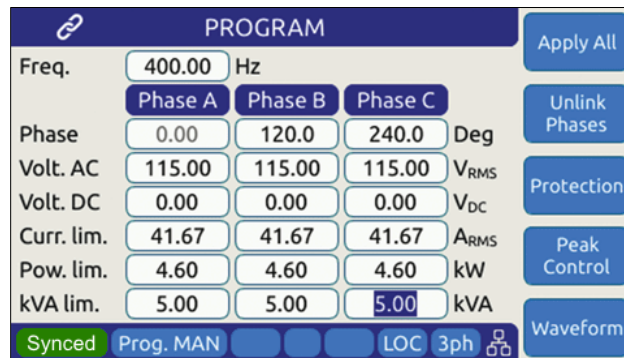 PROGRAM
Apply All
Freq. 400.00 Hz
Phase A Phase B Phase C
Unlink
Phases
Phase 0.00 120.0 240.0 Deg
Volt. AC 115.00 115.00 115.00 VRMS
Protection
Volt. DC 0.00 0.00 0.00 VDC
Curr. lim. 41.67 41.67 41.67 ARMS
Peak
Control
Pow. lim. 4.60 4.60 4.60 kW
kVA lim. 5.00 5.00 5.00 kVA
Waveform
Synced Prog. MAN LOC 3ph